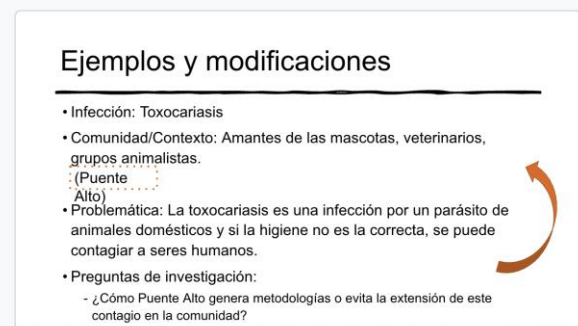 Ejemplos y modificaciones
• Infección: Toxocariasis
• Comunidad/Contexto: Amantes de las mascotas, veterinarios,
grupos animalistas.
(Puente
Alto)
• Problemática: La toxocariasis es una infección por un parásito de
animales domésticos y si la higiene no es la correcta, se puede
contagiar a seres humanos.
• Preguntas de investigación:
- ¿Cómo Puente Alto genera metodologías o evita la extensión de este
contagio en la comunidad?